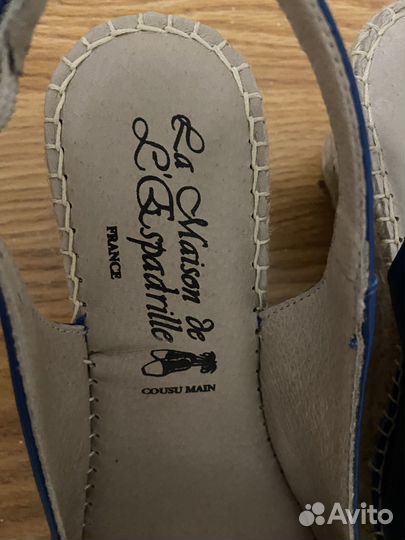 La Maison de
L'Espadrille
FRANCE
COUSU MAIN
Avito